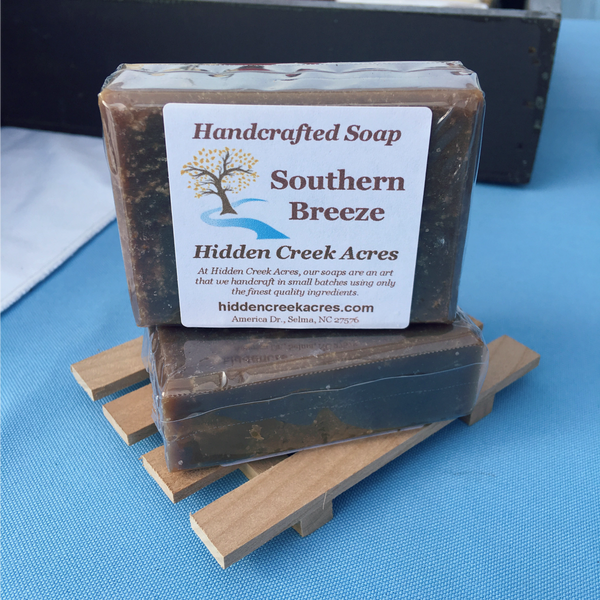 Handcrafted Soap
Southern
Breeze
Hidden Creek Acres
At Hidden Creek Acres, our soaps are an art
that we handcraft in small batches using only
the finest quality ingredients.
hiddencreekacres.com
America Dr., Selma, NC 27576